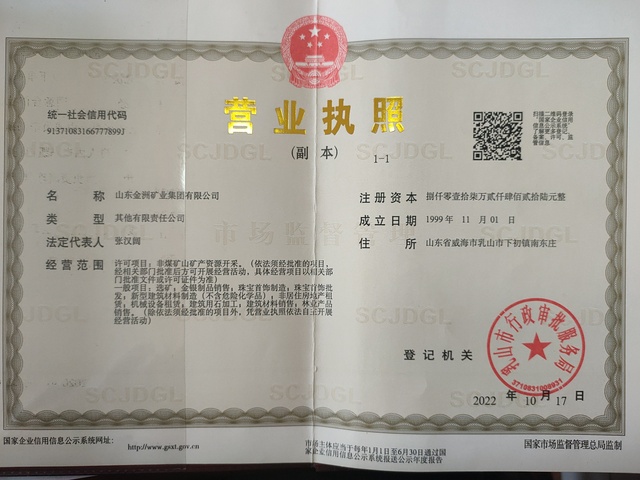 营业执照
(副 本) 1-1
统一社会信用代码
91371083166777899J
扫描二维码登录
"国家企业信用
信息公示系统"
了解更多登记、
备案、许可、监
管信息。
名 称 山东金洲矿业集团有限公司
类 型 其他有限责任公司
法定代表人 张汉阔
经营范围 许可项目：非煤矿山矿产资源开采。（依法须经批准的项目，
经相关部门批准后方可开展经营活动，具体经营项目以相关部
门批准文件或许可证件为准）
一般项目：选矿；金银制品销售；珠宝首饰制造；珠宝首饰批
发；新型建筑材料制造（不含危险化学品）；非居住房地产租
赁；机械设备租赁；建筑用石加工；建筑材料销售；林业产品
销售。（除依法须经批准的项目外，凭营业执照依法自主开展
经营活动）
注册资本 捌仟零壹拾柒万贰仟肆佰贰拾陆元整
成立日期 1999 年 11 月 01 日
住 所 山东省威海市乳山市下初镇南东庄
登记机关
乳山市行政审批服务局
3710831009931
2022 年 10 月 17 日
国家企业信用信息公示系统网址： http://www.gsxt.gov.cn
市场主体应当于每年1月1日至6月30日通过国
家企业信用信息公示系统报送公示年度报告
国家市场监督管理总局监制
SCJDGL
市场监督管理